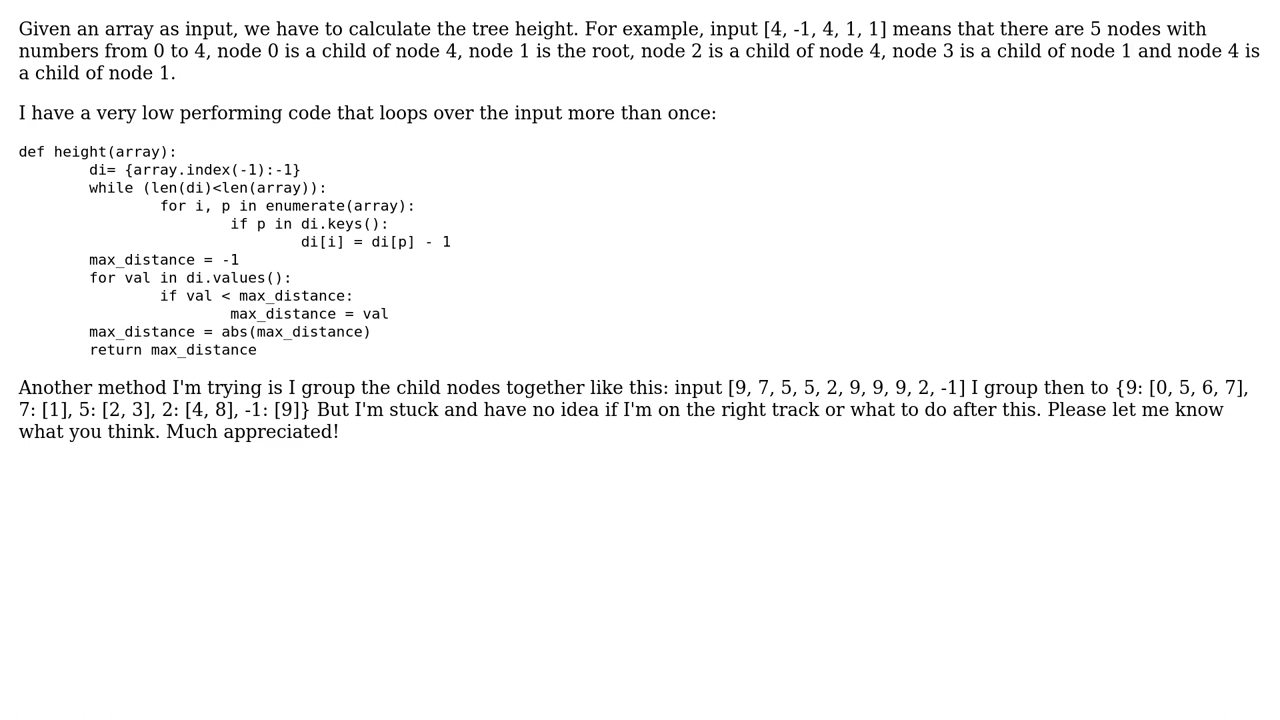 Given an array as input, we have to calculate the tree height. For example, input [4, -1, 4, 1, 1] means that there are 5 nodes with
numbers from 0 to 4, node 0 is a child of node 4, node 1 is the root, node 2 is a child of node 4, node 3 is a child of node 1 and node 4 is
a child of node 1.
I have a very low performing code that loops over the input more than once:
def height(array):
        di= {array.index(-1):-1}
        while (len(di)<len(array)):
                for i, p in enumerate(array):
                        if p in di.keys():
                                di[i] = di[p] - 1
        max_distance = -1
        for val in di.values():
                if val < max_distance:
                        max_distance = val
        max_distance = abs(max_distance)
        return max_distance
Another method I'm trying is I group the child nodes together like this: input [9, 7, 5, 5, 2, 9, 9, 9, 2, -1] I group then to {9: [0, 5, 6, 7],
7: [1], 5: [2, 3], 2: [4, 8], -1: [9]} But I'm stuck and have no idea if I'm on the right track or what to do after this. Please let me know
what you think. Much appreciated!